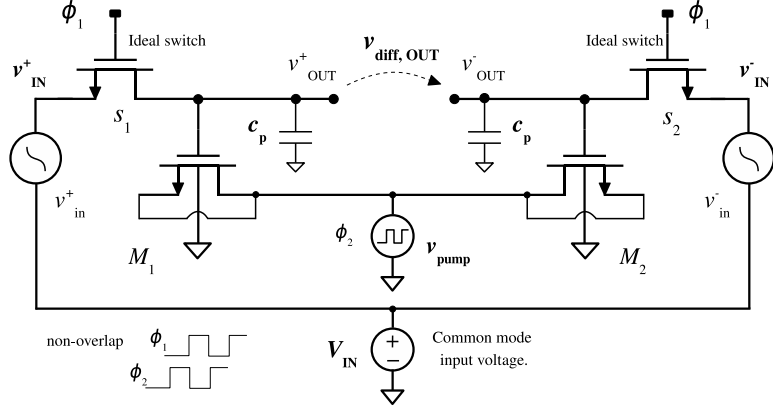 ϕ1
ϕ1
Ideal switch
Ideal switch
v+IN
v+OUT
vdiff, OUT
v-OUT
v-IN
s1
s2
cp
cp
v+in
v-in
ϕ2
vpump
M1
M2
non-overlap
ϕ1
ϕ2
VIN
+
−
Common mode
input voltage.